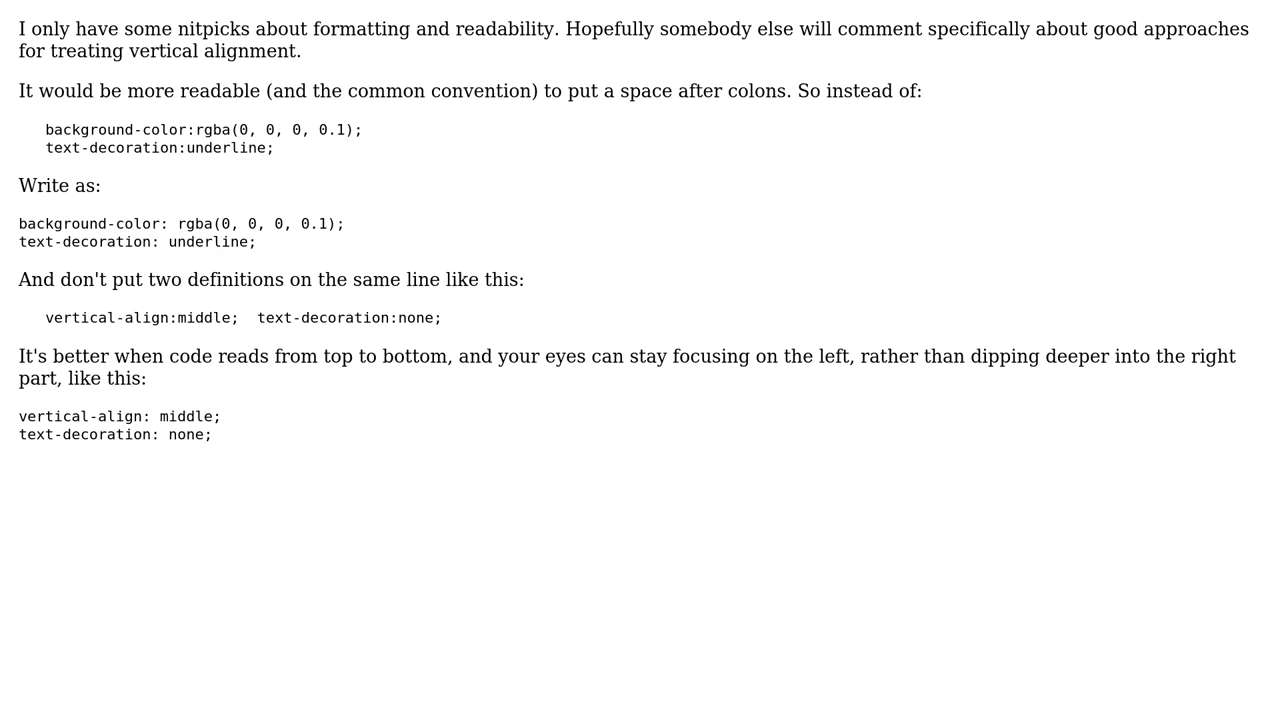 I only have some nitpicks about formatting and readability. Hopefully somebody else will comment specifically about good approaches
for treating vertical alignment.
It would be more readable (and the common convention) to put a space after colons. So instead of:
background-color:rgba(0, 0, 0, 0.1);
text-decoration:underline;
Write as:
background-color: rgba(0, 0, 0, 0.1);
text-decoration: underline;
And don't put two definitions on the same line like this:
vertical-align:middle;  text-decoration:none;
It's better when code reads from top to bottom, and your eyes can stay focusing on the left, rather than dipping deeper into the right
part, like this:
vertical-align: middle;
text-decoration: none;